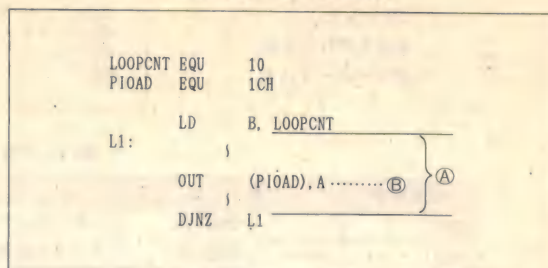 LOOPCNT EQU 10
PIOAD EQU 1CH
LD B, LOOPCNT
L1:
OUT (PIOAD), A ········· Ⓑ
Ⓐ
DJNZ L1